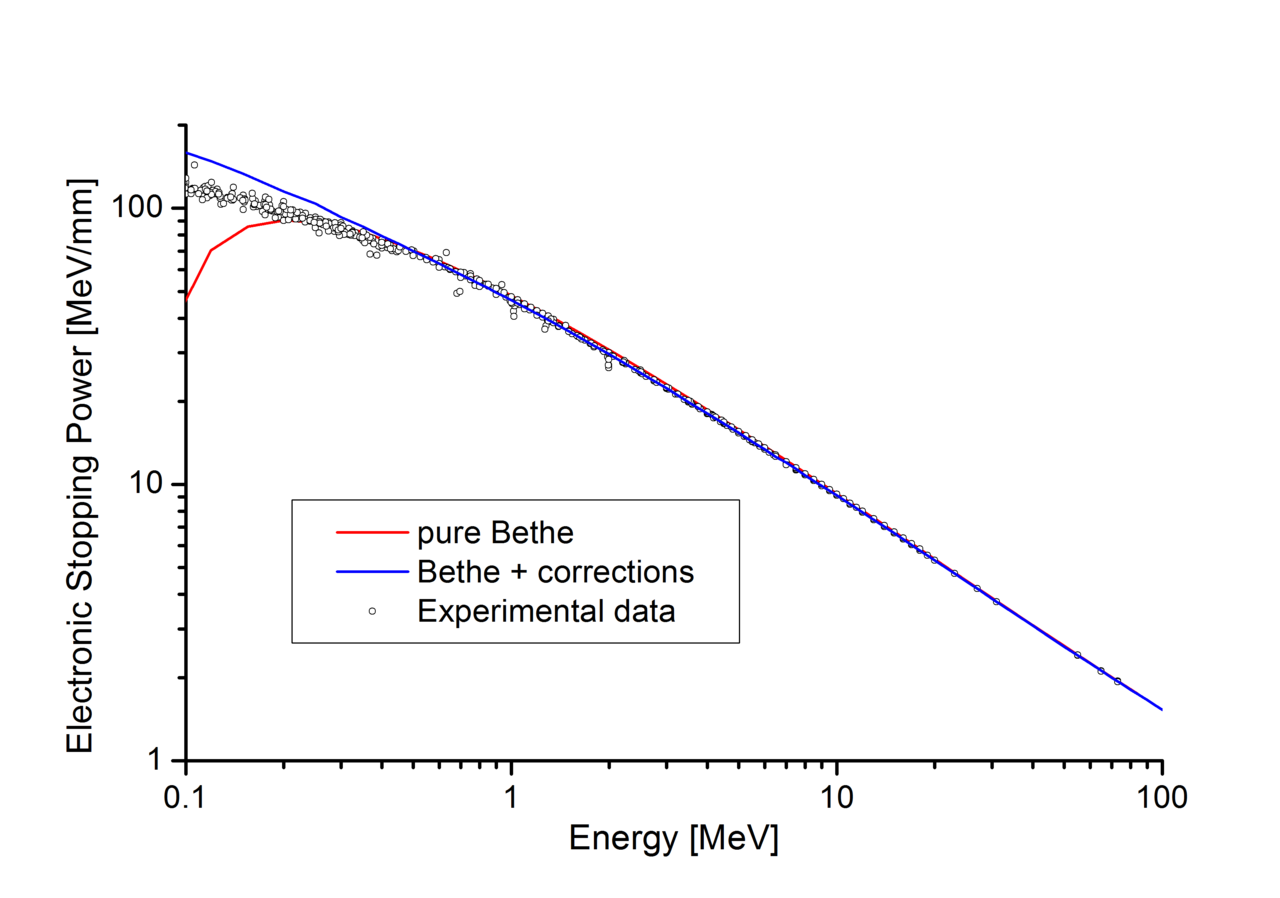 Electronic Stopping Power [MeV/mm]
100
10
1
pure Bethe
Bethe + corrections
Experimental data
0.1
1
10
100
Energy [MeV]